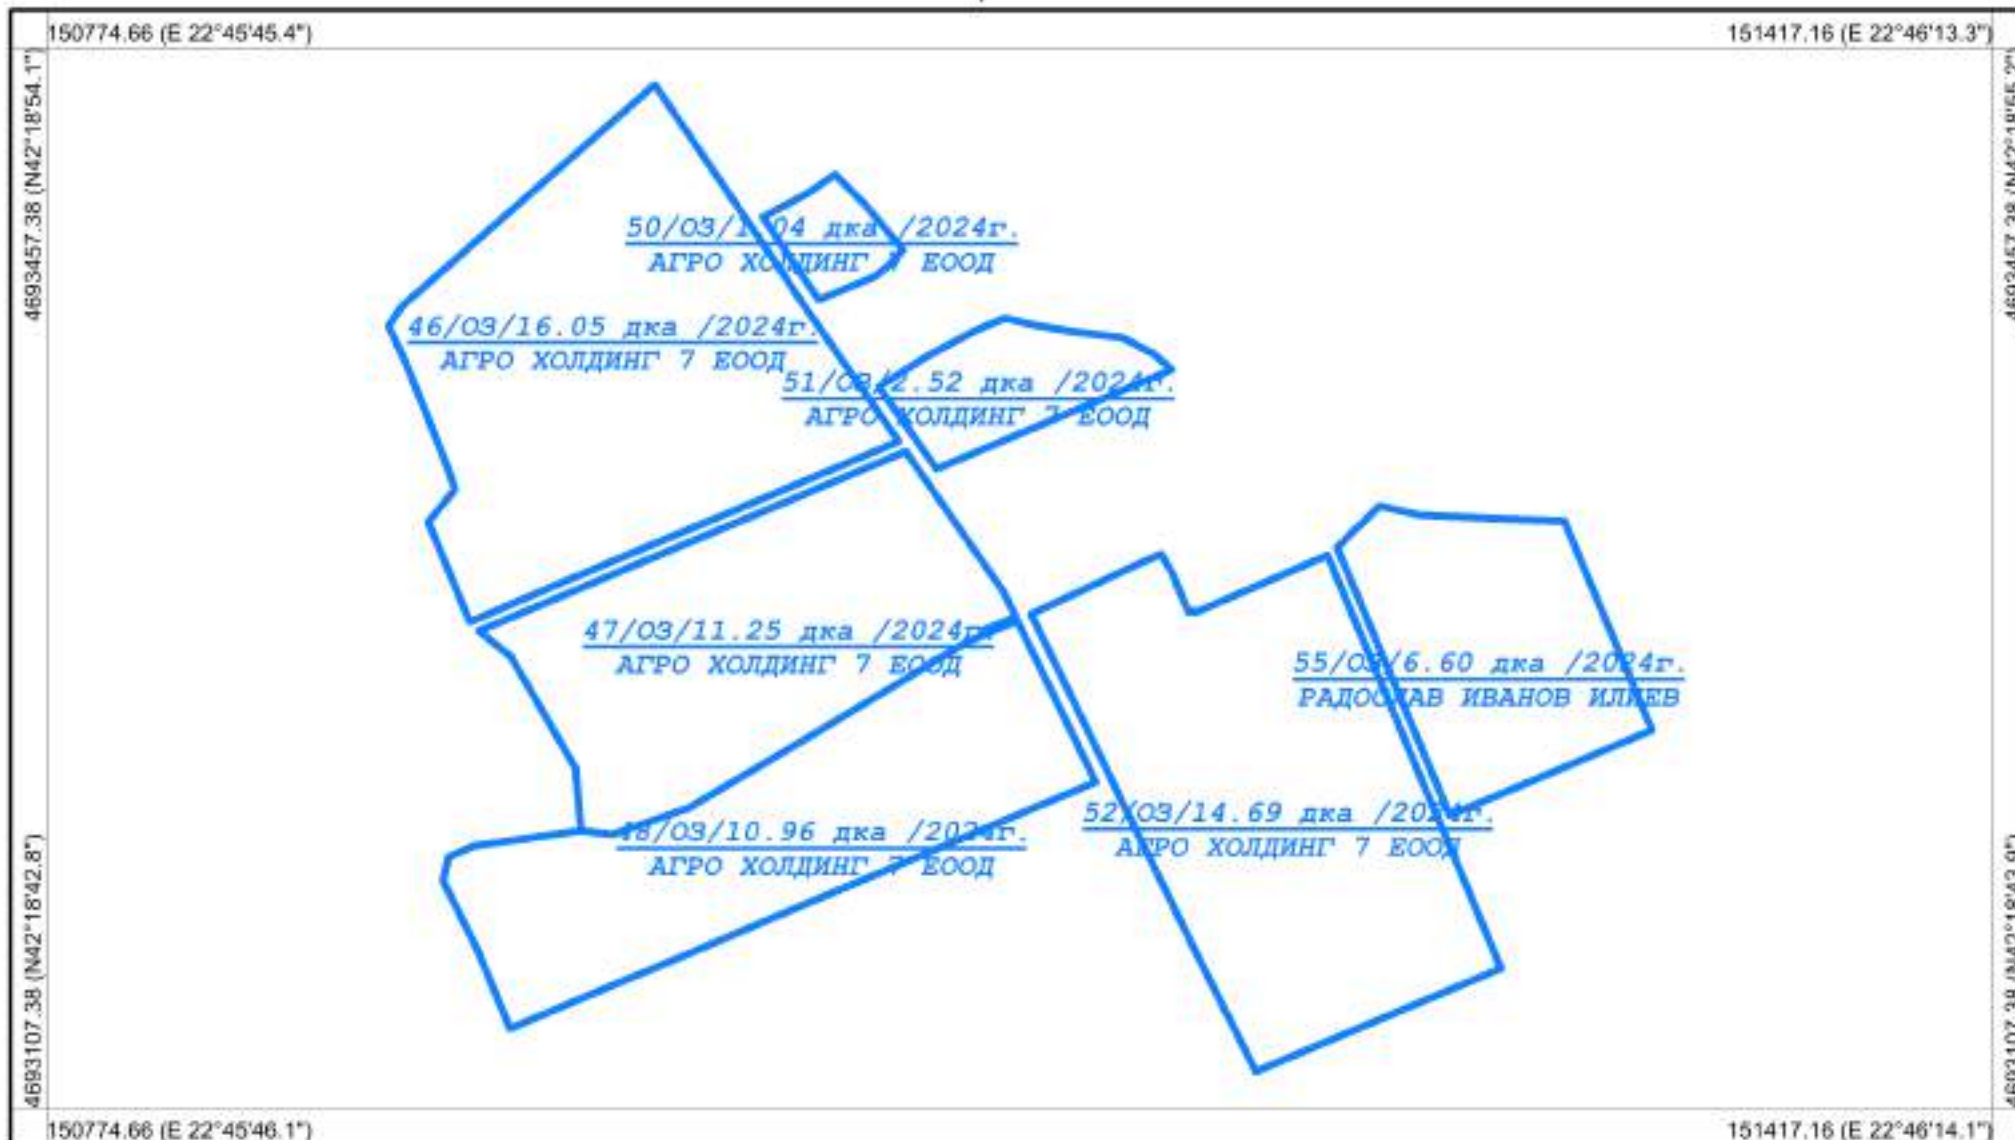 150774.66 (E 22°45'45.4")
151417.16 (E 22°46'13.3")
4693457.38 (N42°18'54.1")
50/ОЗ/1.04 дка /2024г.
АГРО ХОЛДИНГ 7 ЕООД
46/ОЗ/16.05 дка /2024г.
АГРО ХОЛДИНГ 7 ЕООД
51/ОЗ/2.52 дка /2024г.
АГРО ХОЛДИНГ 7 ЕООД
47/ОЗ/11.25 дка /2024г.
АГРО ХОЛДИНГ 7 ЕООД
55/ОЗ/6.60 дка /2024г.
РАДОСЛАВ ИВАНОВ ИЛИЕВ
52/ОЗ/14.69 дка /2024г.
АГРО ХОЛДИНГ 7 ЕООД
48/ОЗ/10.96 дка /2024г.
АГРО ХОЛДИНГ 7 ЕООД
4693107.38 (N42°18'42.8")
150774.66 (E 22°45'46.1")
151417.16 (E 22°46'14.1")